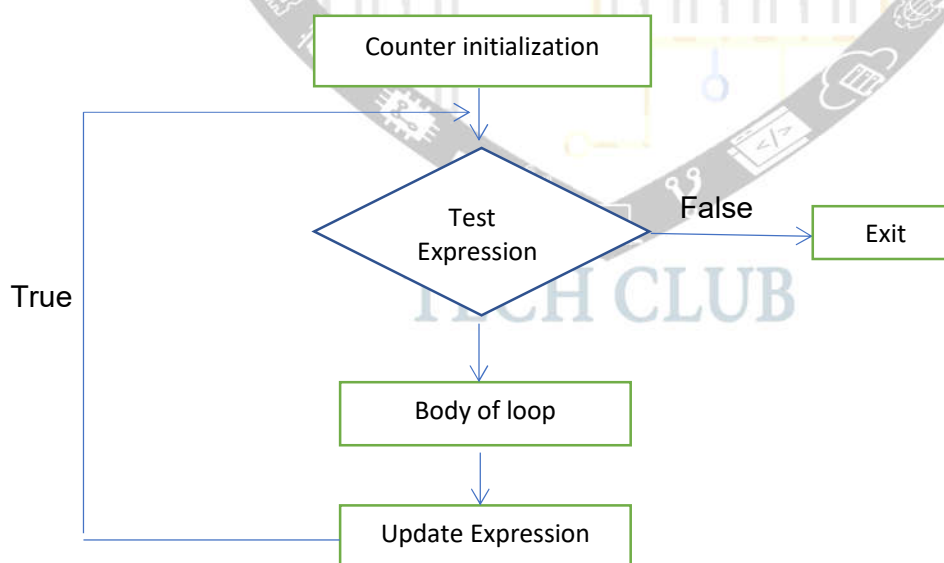 Counter initialization
Test
Expression
False
Exit
True
TECH CLUB
Body of loop
Update Expression